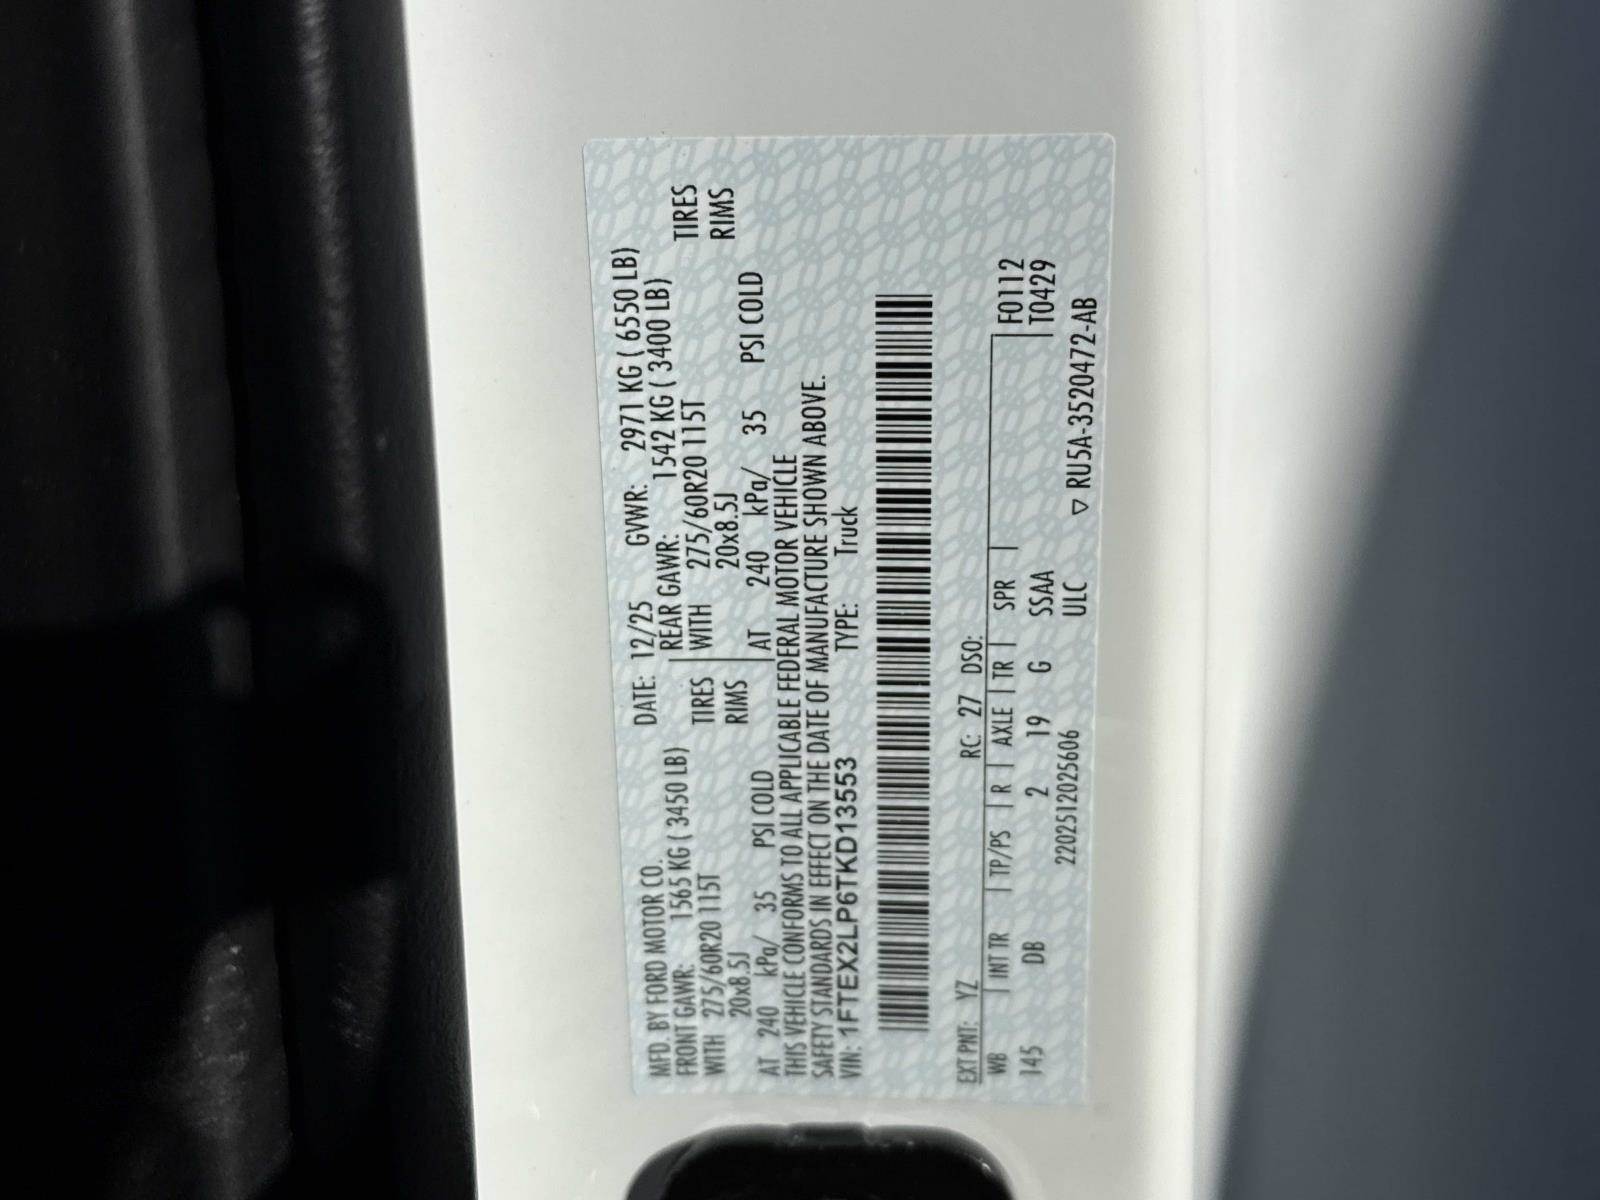 MFD. BY FORD MOTOR CO. DATE: 12/25 GVWR: 2971 KG ( 6550 LB)
FRONT GAWR: 1565 KG ( 3450 LB) REAR GAWR: 1542 KG ( 3400 LB)
WITH 275/60R20 115T TIRES WITH 275/60R20 115T TIRES
20x8.5J RIMS 20x8.5J RIMS
AT 240 kPa/ 35 PSI COLD AT 240 kPa/ 35 PSI COLD
THIS VEHICLE CONFORMS TO ALL APPLICABLE FEDERAL MOTOR VEHICLE
SAFETY STANDARDS IN EFFECT ON THE DATE OF MANUFACTURE SHOWN ABOVE.
VIN: 1FTEX2LP6TKD13553 TYPE: Truck
EXT PNT: YZ RC: 27 DSO:
WB INT TR TP/PS R AXLE TR SPR F0112
145 DB 2 19 G SSAA T0429
2202512025606 ULC ▽ RU5A-3520472-AB